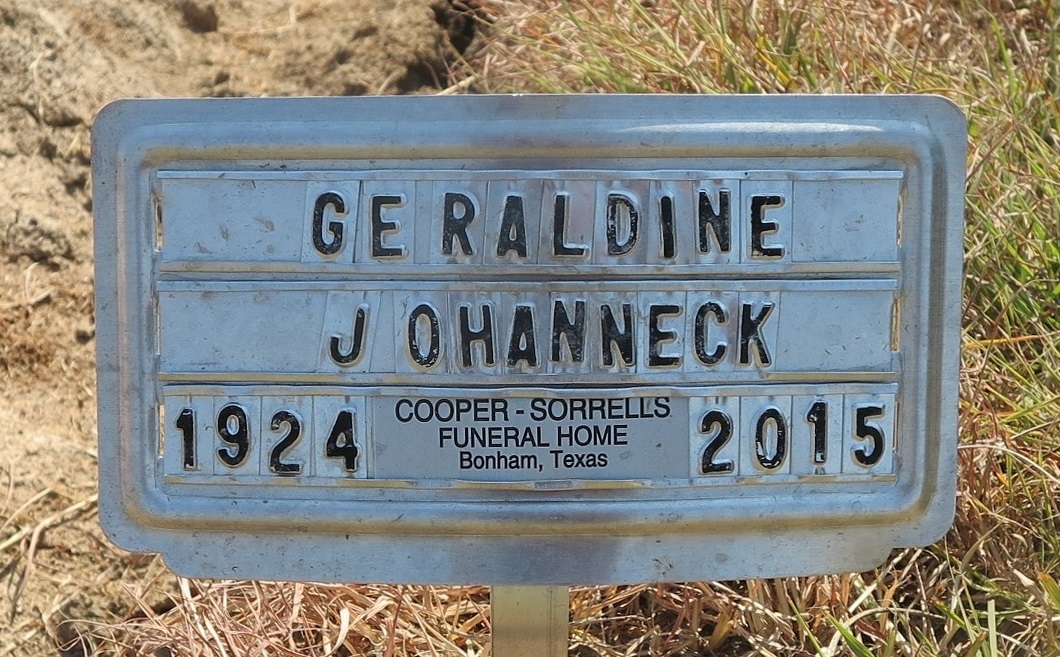 GERALDINE
JOHANNECK
1924 COOPER - SORRELLS 2015
FUNERAL HOME
Bonham, Texas